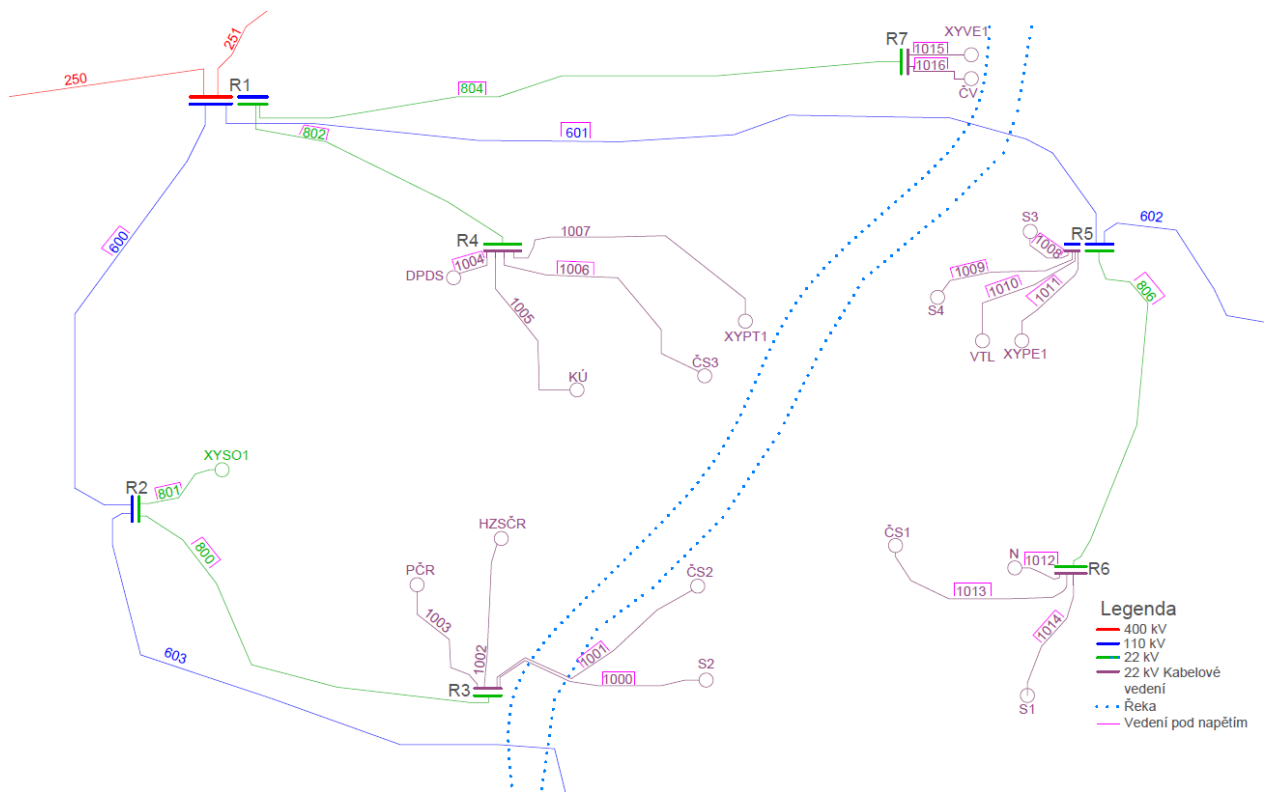 XYVE1
251
R7
1015
1016
250
R1
804
ČV
802
601
S3
602
R4
1007
R5
1008
600
1004
1006
1009
DPDS
1010
1011
806
1005
S4
XYPT1
VTL
XYPE1
ČS3
KÚ
XYSO1
R2
801
HZSČR
ČS1
800
N
1012
R6
PČR
ČS2
1013
Legenda
1003
400 kV
1014
110 kV
603
1002
1001
22 kV
S2
22 kV Kabelové
vedení
R3
1000
S1
Řeka
Vedení pod napětím